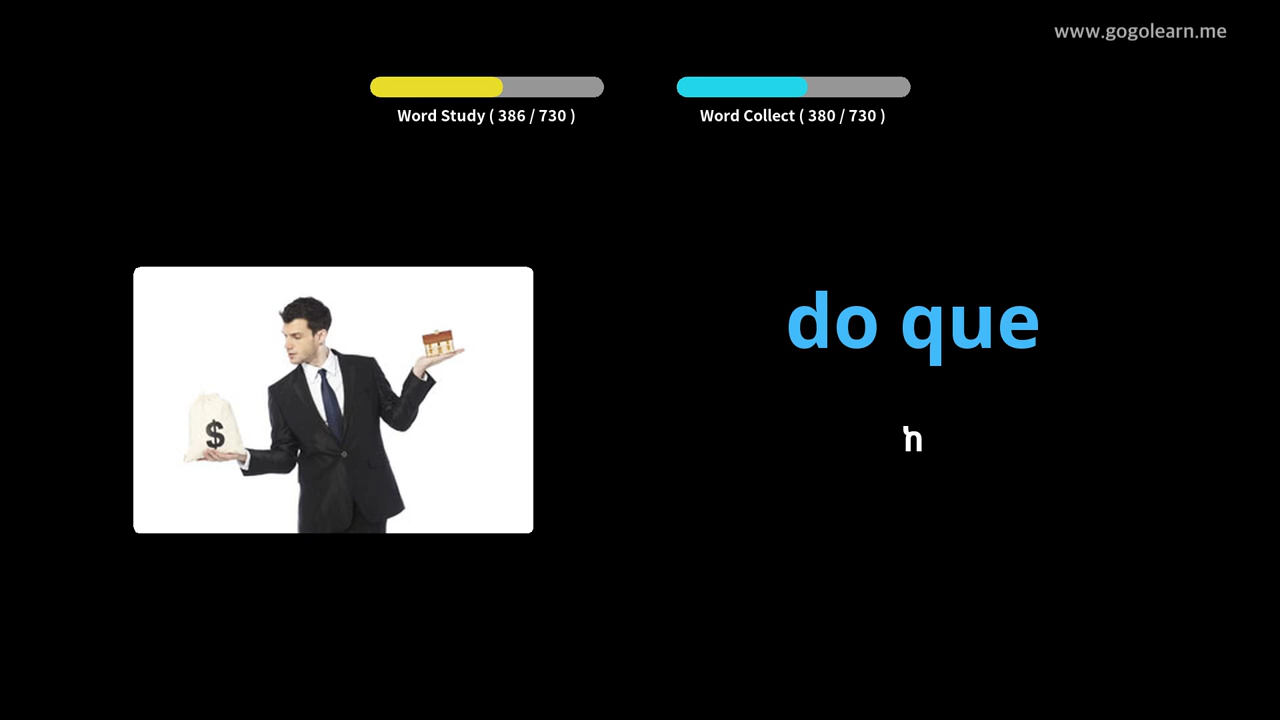 www.gogolearn.me
Word Study ( 386 / 730 )
Word Collect ( 380 / 730 )
$
do que
ከ